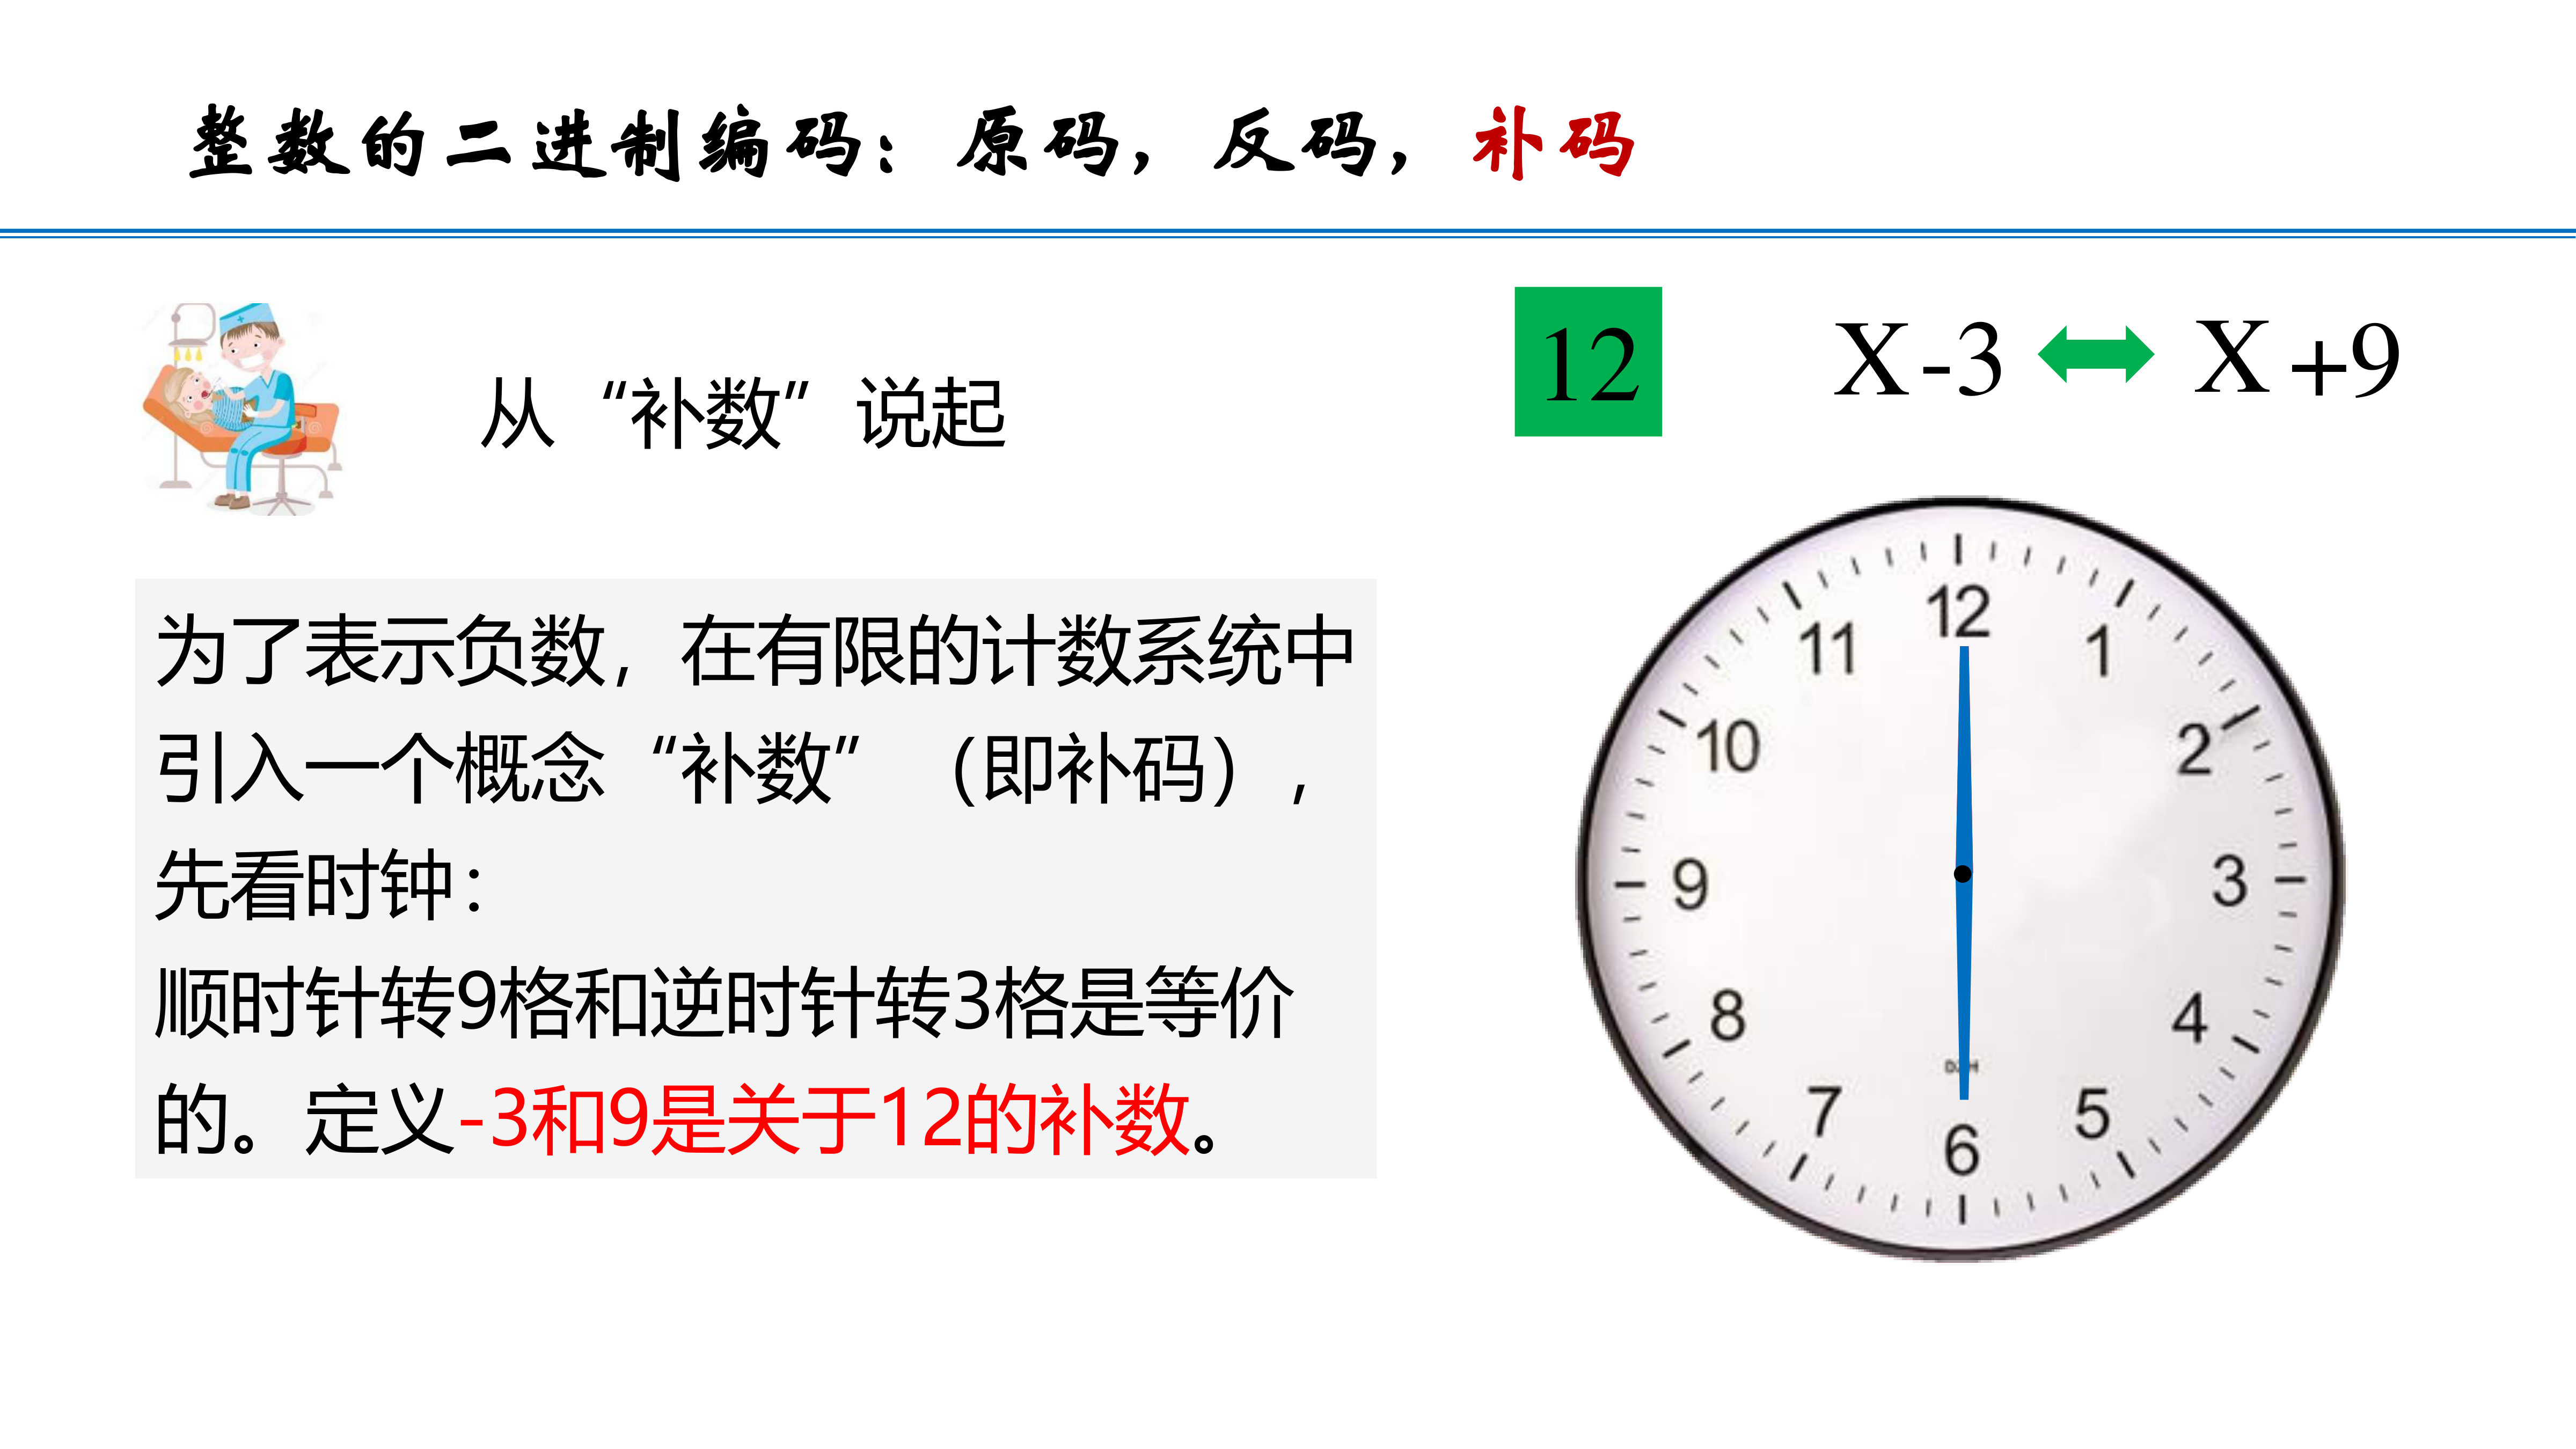 整数的二进制编码：原码，反码，补码
从“补数”说起
12
X-3 X+9
为了表示负数，在有限的计数系统中
引入一个概念“补数”（即补码），
先看时钟：
顺时针转9格和逆时针转3格是等价
的。定义-3和9是关于12的补数。
12
11
1
10
2
9
3
8
4
7
5
6